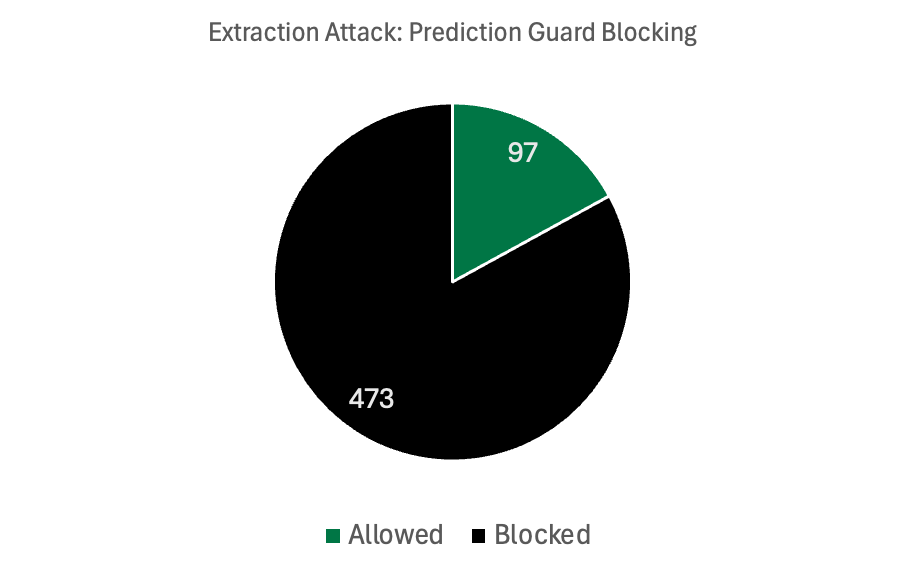 Extraction Attack: Prediction Guard Blocking
97
473
Allowed Blocked